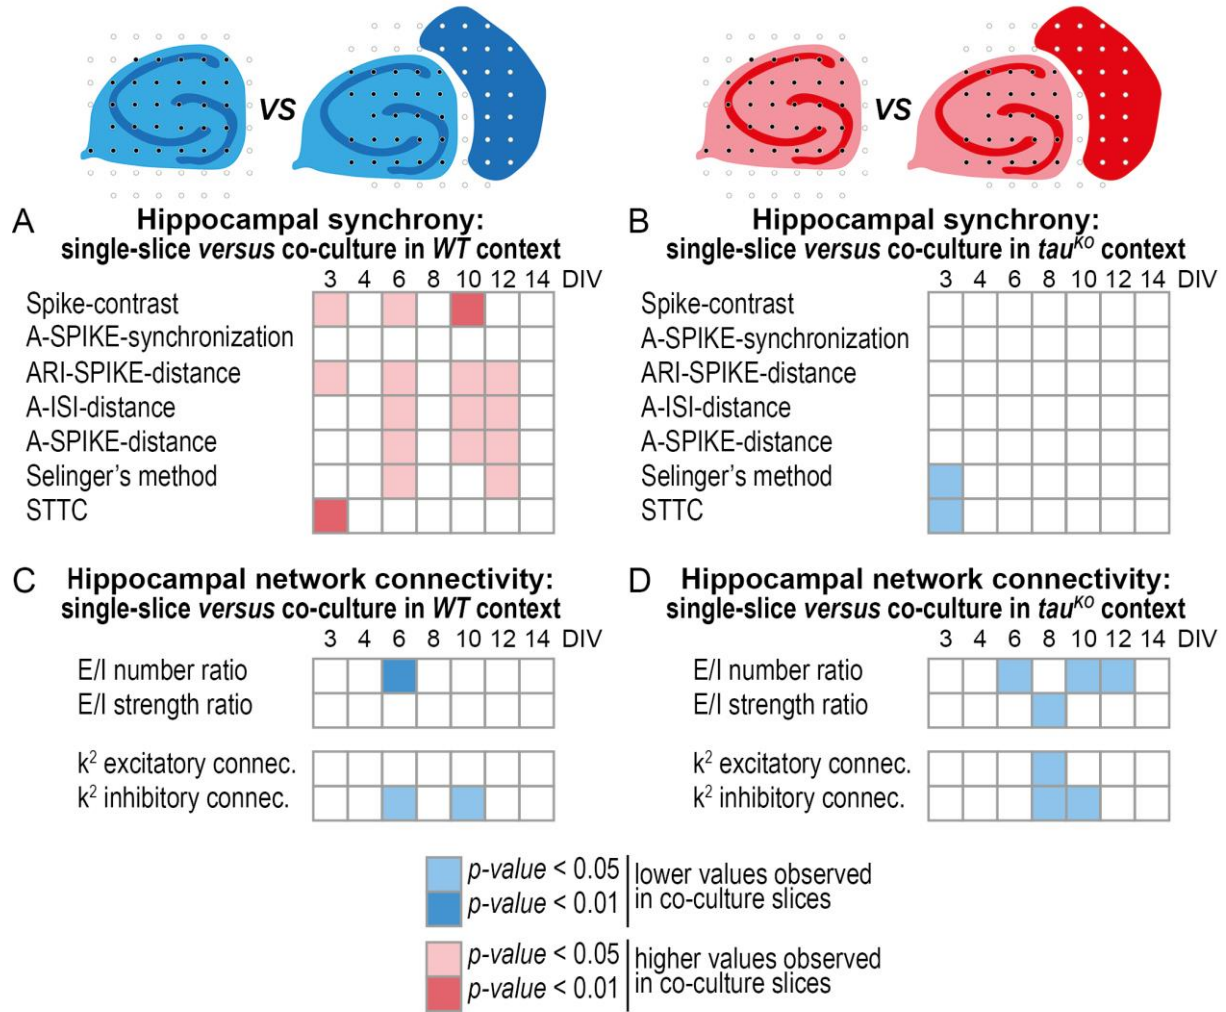 VS
VS
A Hippocampal synchrony:
single-slice versus co-culture in WT context
3 4 6 8 10 12 14 DIV
Spike-contrast
A-SPIKE-synchronization
ARI-SPIKE-distance
A-ISI-distance
A-SPIKE-distance
Selinger’s method
STTC
B Hippocampal synchrony:
single-slice versus co-culture in tau^KO context
3 4 6 8 10 12 14 DIV
Spike-contrast
A-SPIKE-synchronization
ARI-SPIKE-distance
A-ISI-distance
A-SPIKE-distance
Selinger’s method
STTC
C Hippocampal network connectivity:
single-slice versus co-culture in WT context
3 4 6 8 10 12 14 DIV
E/I number ratio
E/I strength ratio
k² excitatory connec.
k² inhibitory connec.
D Hippocampal network connectivity:
single-slice versus co-culture in tau^KO context
3 4 6 8 10 12 14 DIV
E/I number ratio
E/I strength ratio
k² excitatory connec.
k² inhibitory connec.
p-value < 0.05
p-value < 0.01
lower values observed
in co-culture slices
p-value < 0.05
p-value < 0.01
higher values observed
in co-culture slices